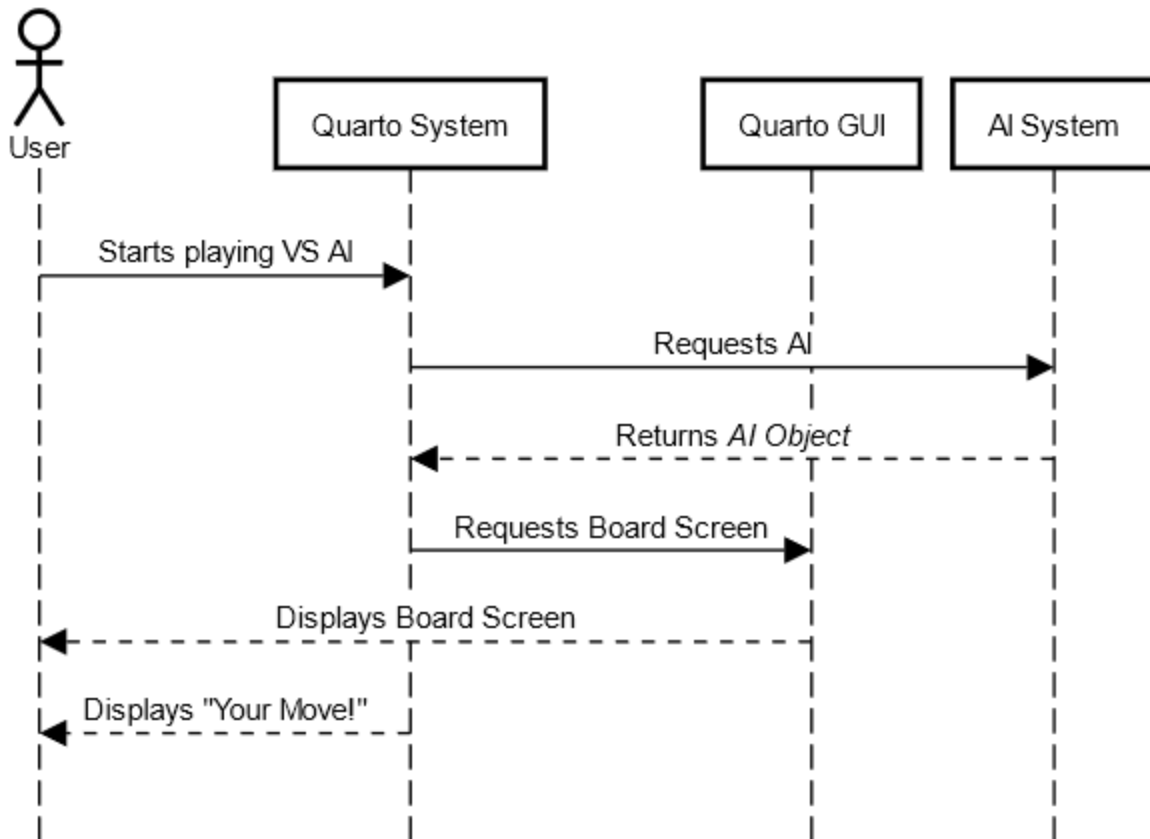 User
Quarto System
Quarto GUI
AI System
Starts playing VS AI
Requests AI
Returns AI Object
Requests Board Screen
Displays Board Screen
Displays "Your Move!"